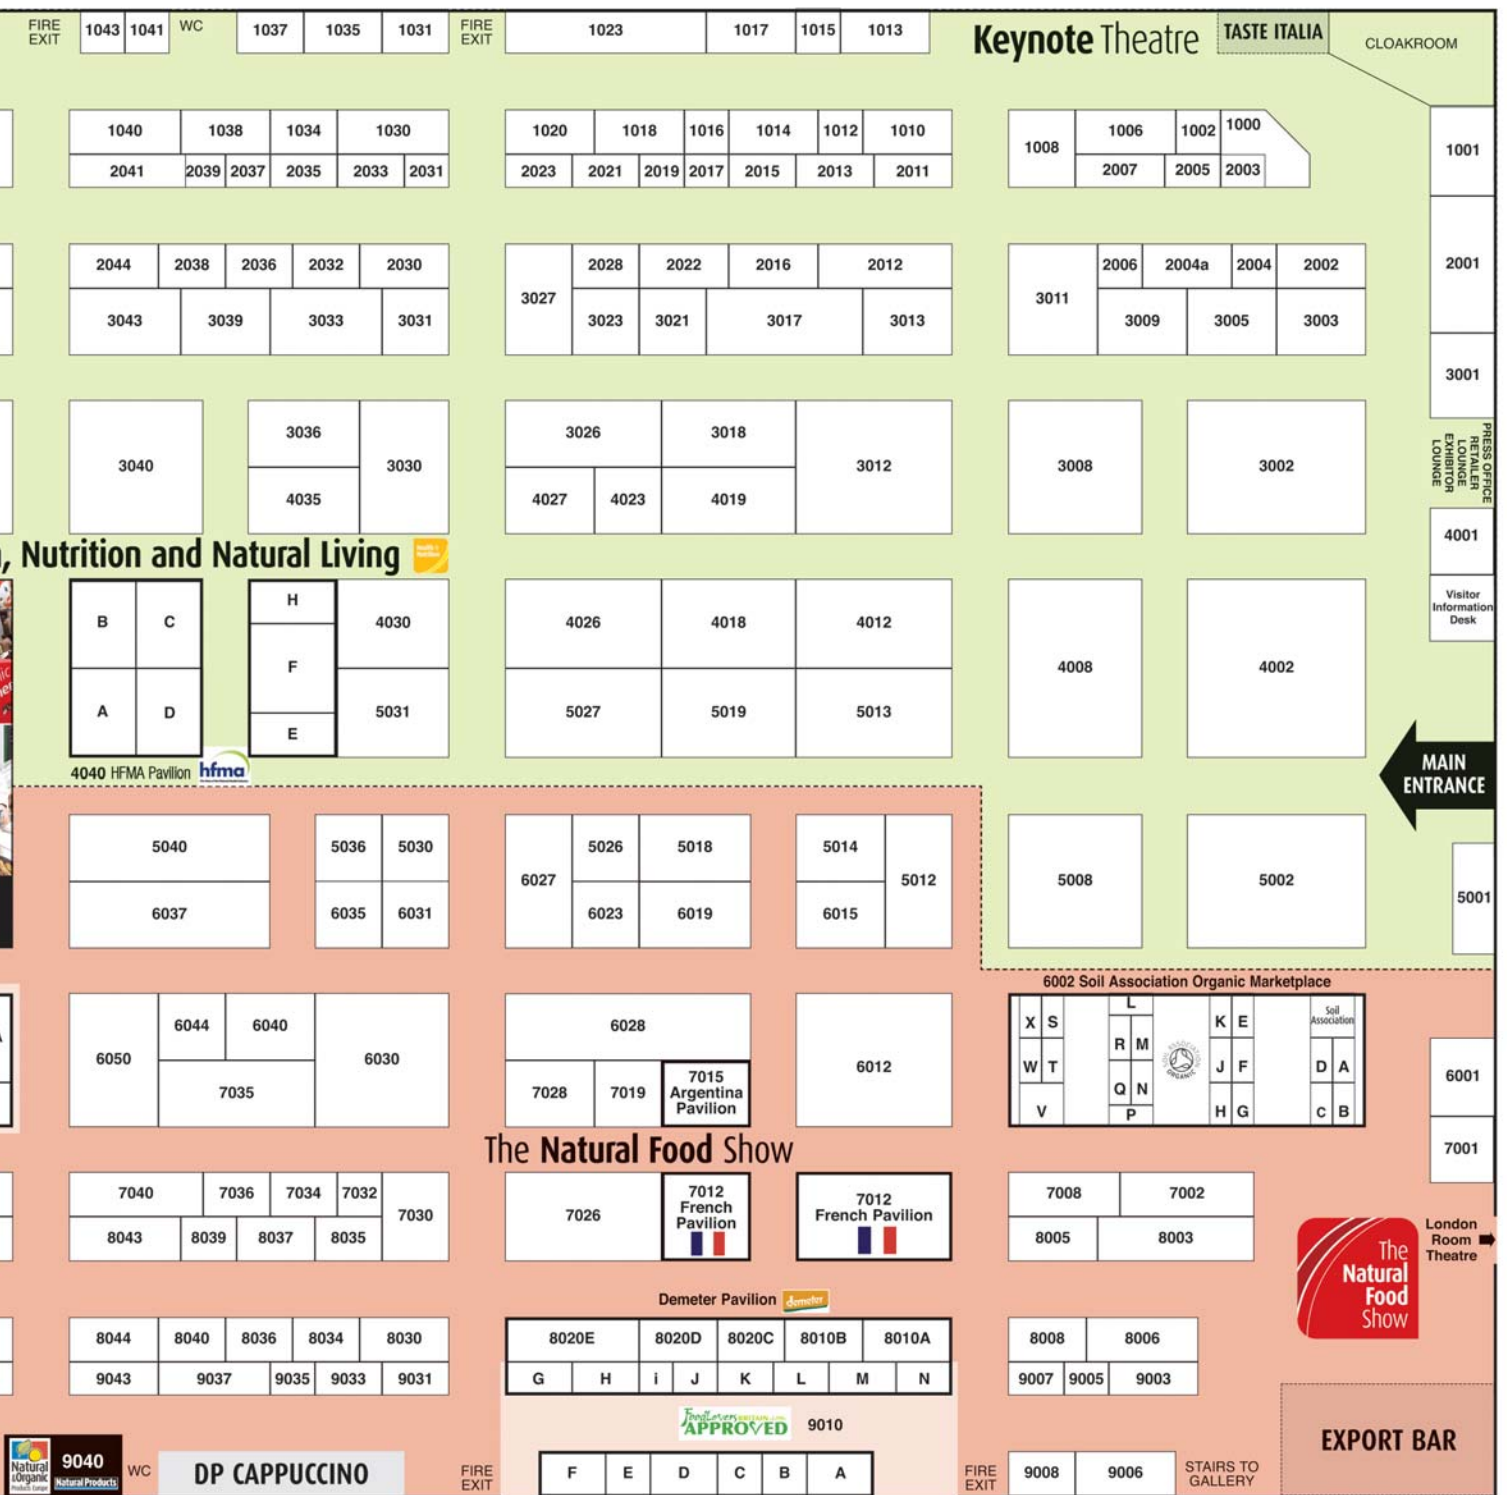 FIRE
EXIT
1043 1041
WC
1037 1035 1031
FIRE
EXIT
1023 1017 1015 1013
Keynote Theatre
TASTE ITALIA
CLOAKROOM
1040 1038 1034 1030
1020 1018 1016 1014 1012 1010
1008 1006 1002 1000
1001
2041 2039 2037 2035 2033 2031
2023 2021 2019 2017 2015 2013 2011
2007 2005 2003
2044 2038 2036 2032 2030
3027 2028 2022 2016 2012
3011 2006 2004a 2004 2002
2001
3043 3039 3033 3031
3023 3021 3017 3013
3009 3005 3003
3001
3040 3036 3030
4035
3026 3018 3012
4027 4023 4019
3008 3002
PRESS OFFICE
RETAILER
LOUNGE
EXHIBITOR
LOUNGE
4001
Visitor
Information
Desk
, Nutrition and Natural Living
B C
A D
H
F
E
4030
5031
4026 4018 4012
5027 5019 5013
4008 4002
4040 HFMA Pavilion
hfma
MAIN
ENTRANCE
5040 5036 5030
6037 6035 6031
6027 5026 5018
6023 6019
5014 5012
6015
5008 5002
5001
6002 Soil Association Organic Marketplace
6050 6044 6040 6030
7035
6028
7028 7019
7015
Argentina
Pavilion
6012
X S
W T
V
L
R M
Q N
P
SOIL ASSOCIATION
ORGANIC
K E
J F
H G
Soil
Association
D A
C B
6001
7001
The Natural Food Show
7040 7036 7034 7032 7030
8043 8039 8037 8035
7026
7012
French
Pavilion
7012
French Pavilion
7008 7002
8005 8003
London
Room
Theatre
The
Natural
Food
Show
Demeter Pavilion
demeter
8044 8040 8036 8034 8030
9043 9037 9035 9033 9031
8020E 8020D 8020C 8010B 8010A
G H i J K L M N
8008 8006
9007 9005 9003
APPROVED
9010
EXPORT BAR
Natural
&Organic
Products Europe
9040
Natural Products
WC
DP CAPPUCCINO
FIRE
EXIT
F E D C B A
FIRE
EXIT
9008 9006
STAIRS TO
GALLERY